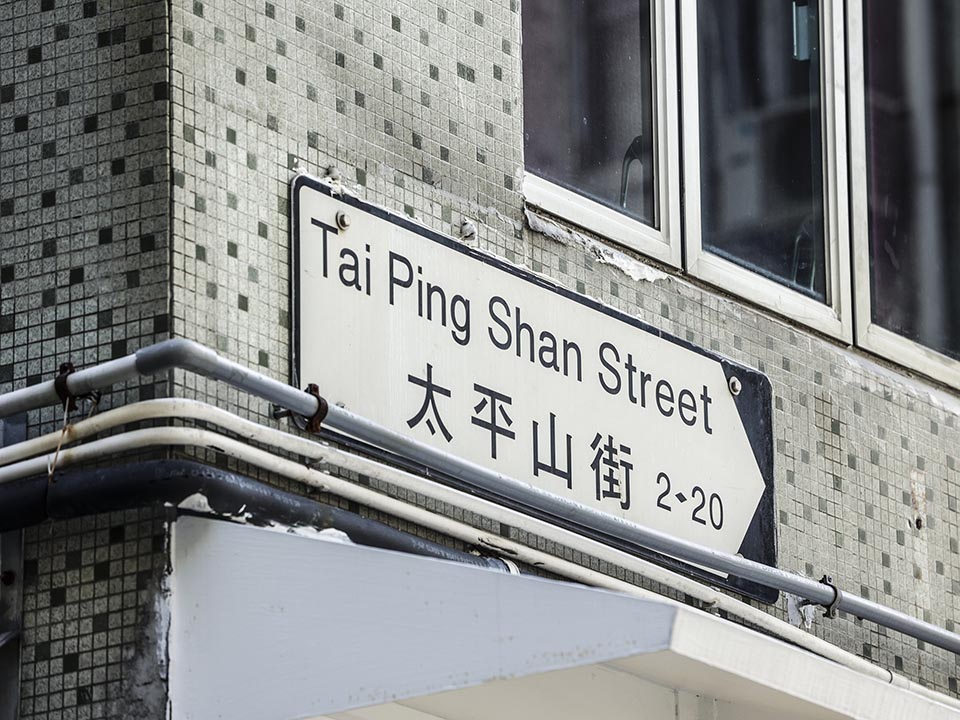 Tai Ping Shan Street
太平山街 2-20